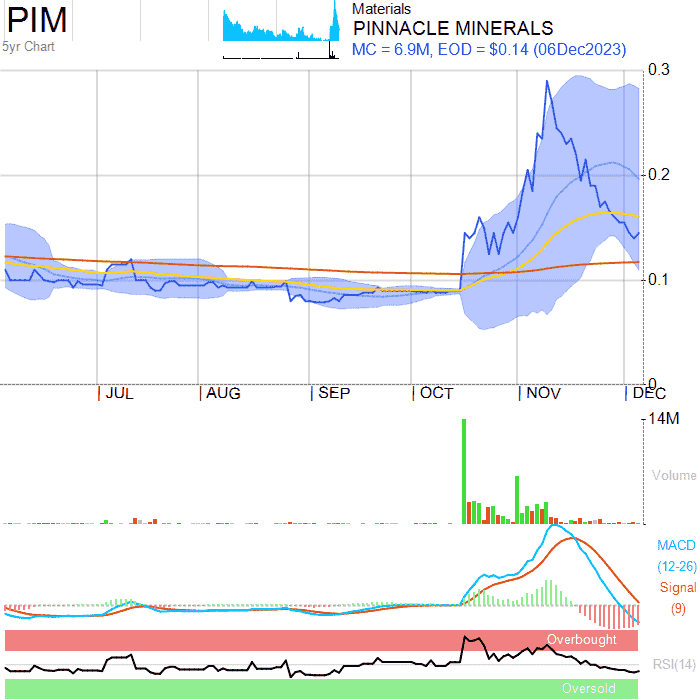 PIM
5yr Chart
Materials
PINNACLE MINERALS
MC = 6.9M, EOD = $0.14 (06Dec2023)
0.3
0.2
0.1
0
JUL AUG SEP OCT NOV DEC
14M
Volume
MACD
(12-26)
Signal
(9)
Overbought
RSI(14)
Oversold